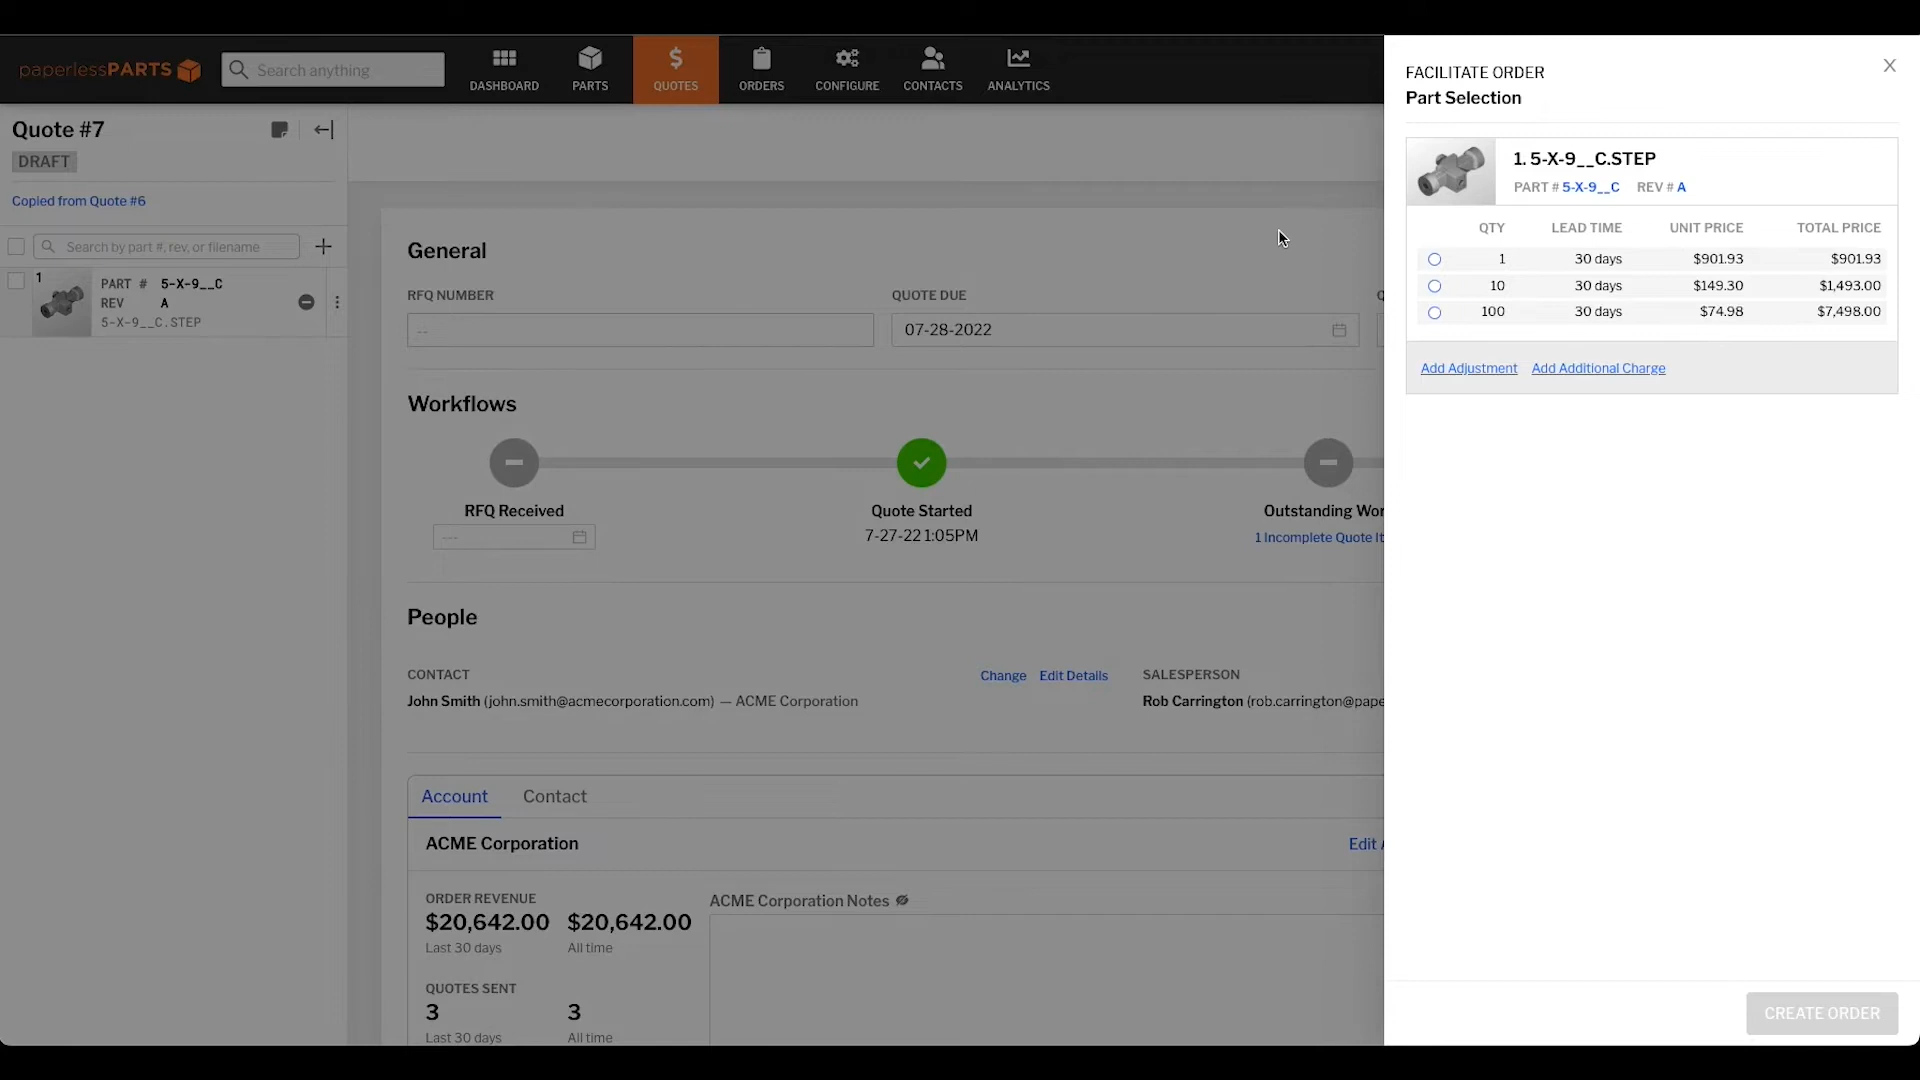 paperlessPARTS
Search anything
DASHBOARD
PARTS
QUOTES
ORDERS
CONFIGURE
CONTACTS
ANALYTICS
Quote #7
DRAFT
Copied from Quote #6
Search by part #, rev, or filename
1
PART # 5-X-9__C
REV A
5-X-9__C.STEP
General
RFQ NUMBER
--
QUOTE DUE
07-28-2022
Workflows
RFQ Received
---
Quote Started
7-27-22 1:05PM
Outstanding Wor
1 Incomplete Quote It
People
CONTACT
Change Edit Details
John Smith (john.smith@acmecorporation.com) — ACME Corporation
SALESPERSON
Rob Carrington (rob.carrington@pape
Account Contact
ACME Corporation
Edit
ORDER REVENUE
$20,642.00 $20,642.00
Last 30 days All time
QUOTES SENT
3 3
Last 30 days All time
ACME Corporation Notes
FACILITATE ORDER
X
Part Selection
1. 5-X-9__C.STEP
PART # 5-X-9__C REV # A
QTY LEAD TIME UNIT PRICE TOTAL PRICE
1 30 days $901.93 $901.93
10 30 days $149.30 $1,493.00
100 30 days $74.98 $7,498.00
Add Adjustment Add Additional Charge
CREATE ORDER